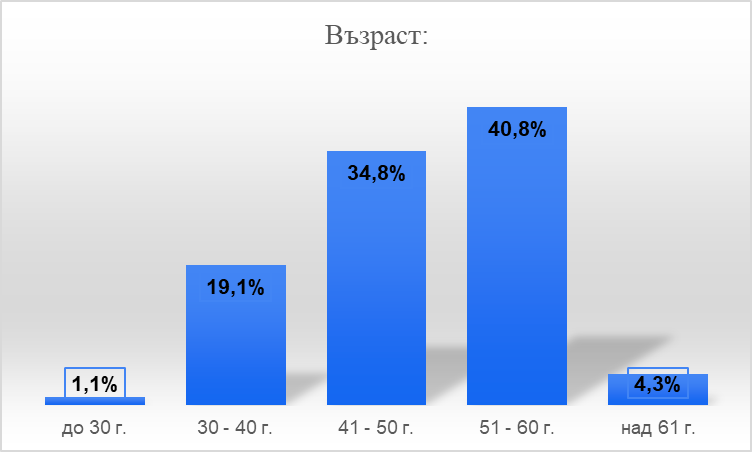 Възраст:
40,8%
34,8%
19,1%
1,1%
4,3%
до 30 г.
30 - 40 г.
41 - 50 г.
51 - 60 г.
над 61 г.